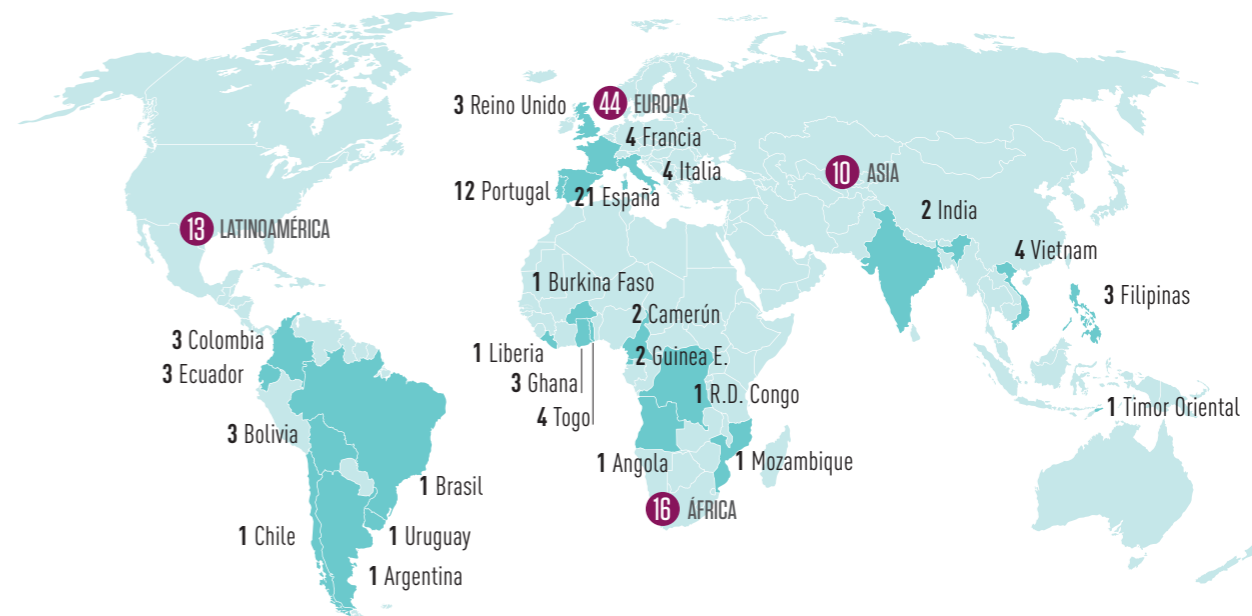 3 Reino Unido
44 EUROPA
4 Francia
4 Italia
12 Portugal
21 España
10 ASIA
2 India
13 LATINOAMÉRICA
4 Vietnam
1 Burkina Faso
3 Filipinas
2 Camerún
3 Colombia
1 Liberia
2 Guinea E.
3 Ecuador
3 Ghana
1 R.D. Congo
1 Timor Oriental
4 Togo
3 Bolivia
1 Angola
1 Mozambique
1 Brasil
16 ÁFRICA
1 Chile
1 Uruguay
1 Argentina